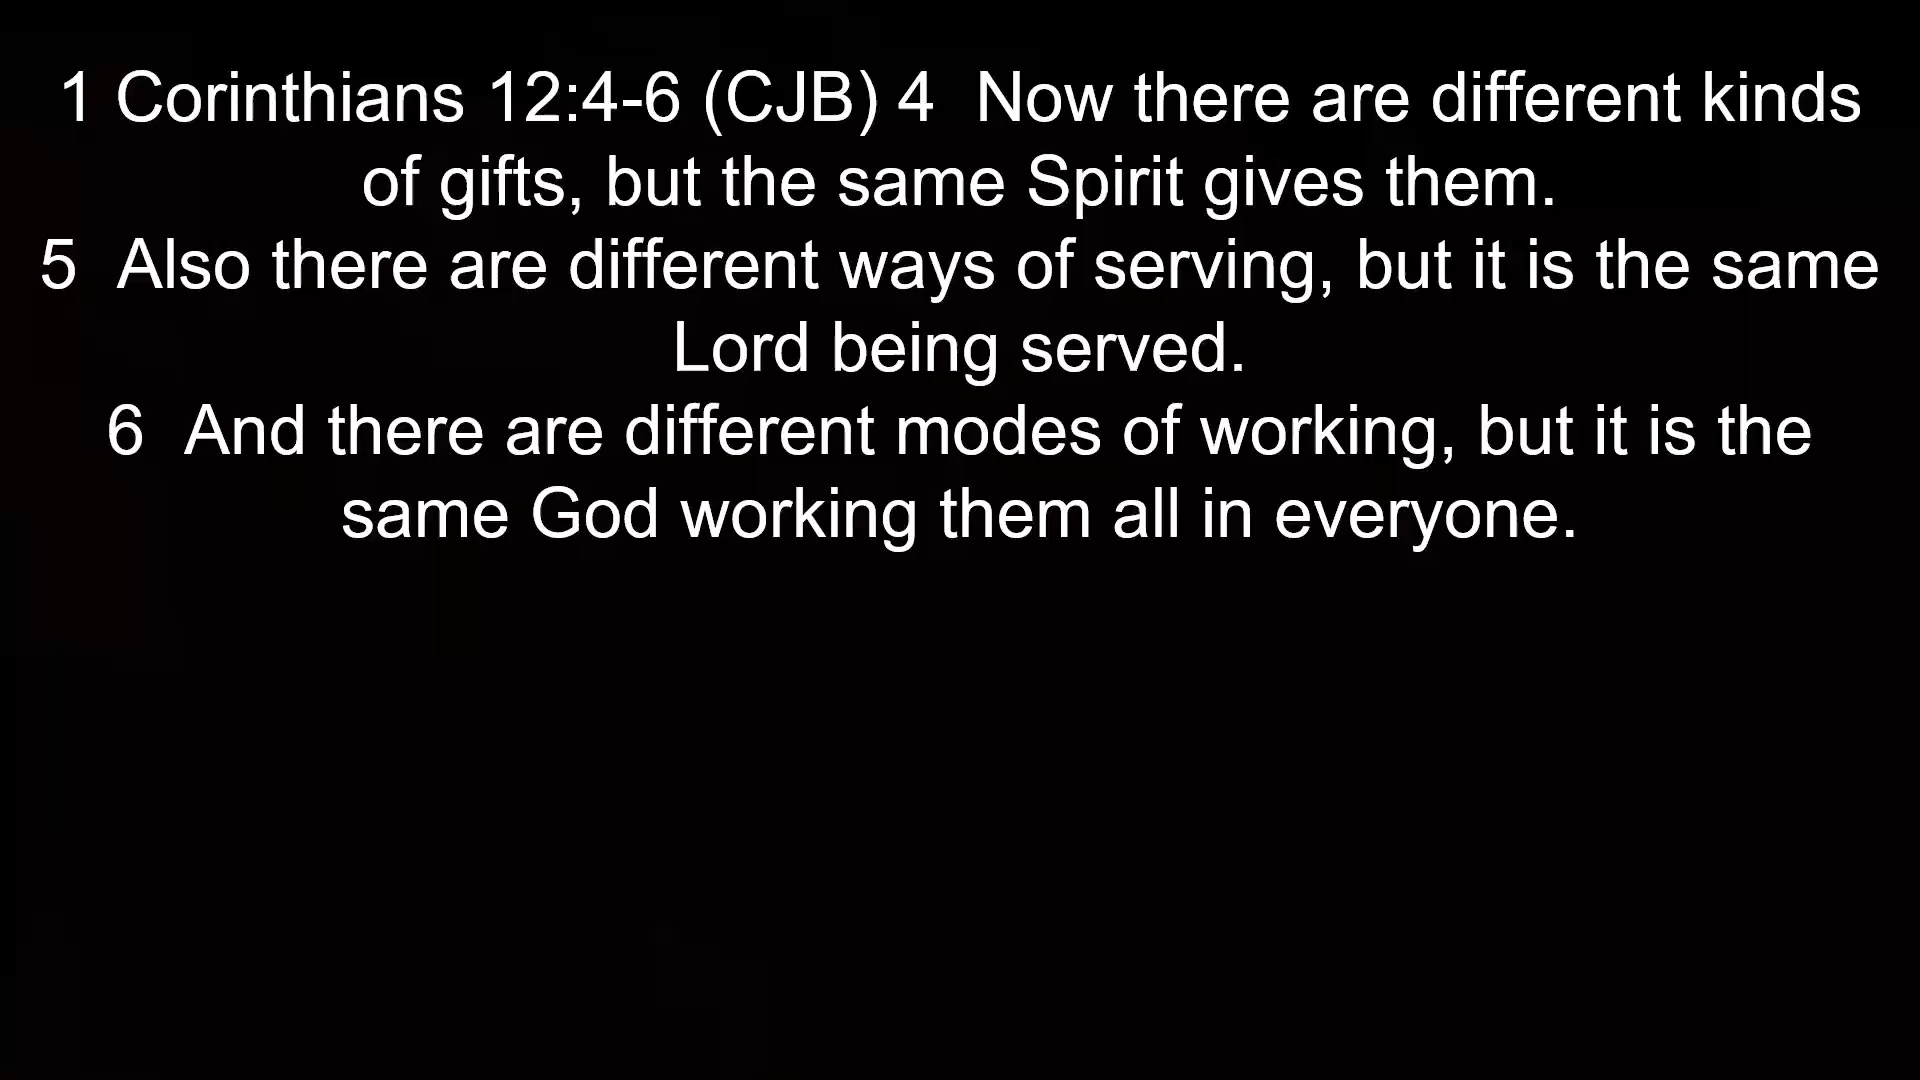 1 Corinthians 12:4-6 (CJB) 4  Now there are different kinds
of gifts, but the same Spirit gives them.
5  Also there are different ways of serving, but it is the same
Lord being served.
6  And there are different modes of working, but it is the
same God working them all in everyone.